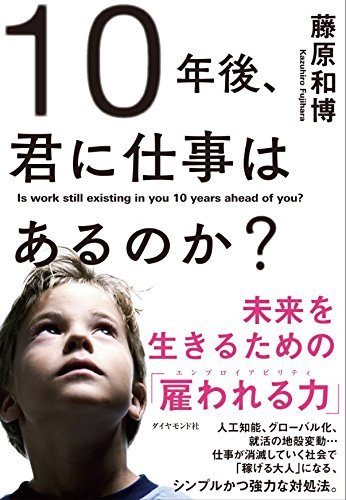 10年後、
君に仕事は
Is work still existing in you 10 years ahead of you?
あるのか?
藤原和博
Kazuhiro Fujihara
未来を
生きるための
エンプロイアビリティ
「雇われる力」
ダイヤモンド社
人工知能、グローバル化、
就活の地殻変動…
仕事が消滅していく社会で
「稼げる大人」になる、
シンプルかつ強力な対処法。